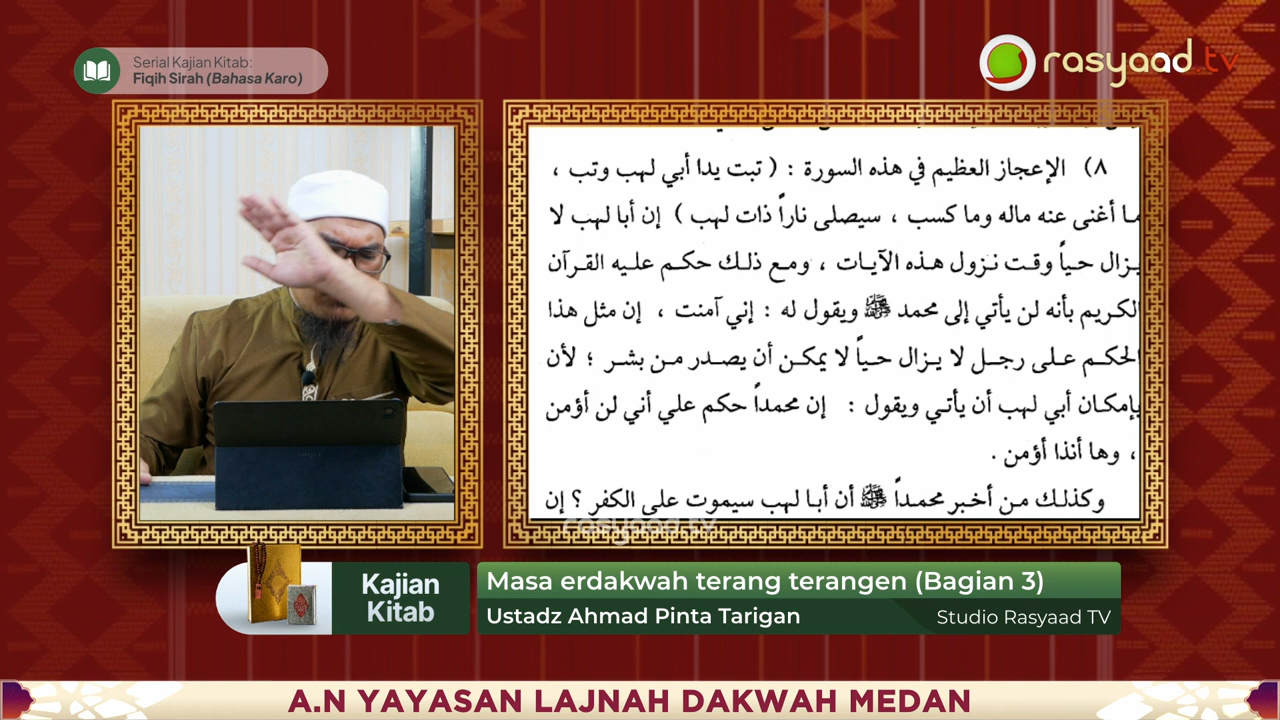 Serial Kajian Kitab:
Fiqih Sirah (Bahasa Karo)
rasyaad tv
٨) الإعجاز العظيم في هذه السورة : ( تبت يدا أبي لهب وتب ،
ما أغنى عنه ماله وما كسب ، سيصلى ناراً ذات لهب ) إن أبا لهب لا
يزال حياً وقت نزول هذه الآيات ، ومع ذلك حكم عليه القرآن
الكريم بأنه لن يأتي إلى محمد ﷺ ويقول له : إني آمنت ، إن مثل هذا
الحكم على رجل لا يزال حياً لا يمكن أن يصدر من بشر ؛ لأن
بإمكان أبي لهب أن يأتي ويقول : إن محمداً حكم علي أني لن أؤمن
، وها أنذا أؤمن .
وكذلك من أخبر محمداً ﷺ أن أبا لهب سيموت على الكفر ؟ إن
rasyaad tv
Kajian
Kitab
Masa erdakwah terang terangen (Bagian 3)
Ustadz Ahmad Pinta Tarigan
Studio Rasyaad TV
A.N YAYASAN LAJNAH DAKWAH MEDAN